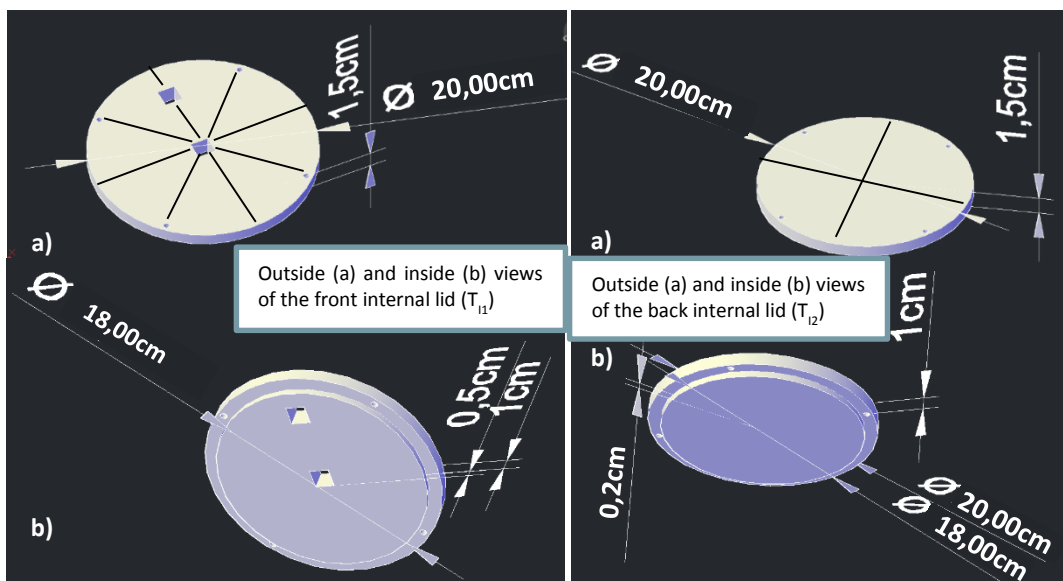 1,5cm
Ø 20,00cm
a)
Outside (a) and inside (b) views
of the front internal lid (T_I1)
Ø 18,00cm
0,5cm
1cm
b)
Ø 20,00cm
1,5cm
a)
Outside (a) and inside (b) views
of the back internal lid (T_I2)
1cm
b)
0,2cm
Ø 20,00cm
Ø 18,00cm